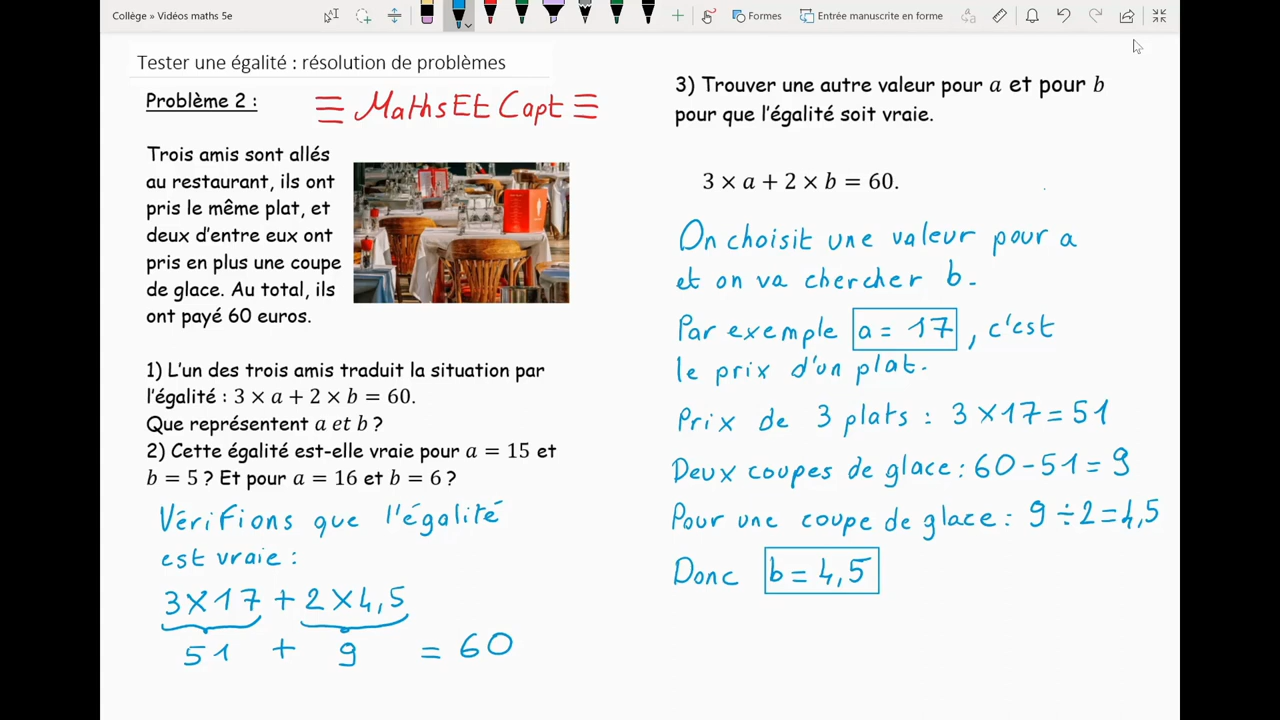 Collège » Vidéos maths 5e
Formes
Entrée manuscrite en forme
Tester une égalité : résolution de problèmes
Problème 2 :
≡ MathsEtCapt ≡
Trois amis sont allés
au restaurant, ils ont
pris le même plat, et
deux d'entre eux ont
pris en plus une coupe
de glace. Au total, ils
ont payé 60 euros.
1) L'un des trois amis traduit la situation par
l'égalité : 3 × a + 2 × b = 60.
Que représentent a et b ?
2) Cette égalité est-elle vraie pour a = 15 et
b = 5 ? Et pour a = 16 et b = 6 ?
Vérifions que l'égalité
est vraie :
3×17 + 2×4,5
51 + 9 = 60
3) Trouver une autre valeur pour a et pour b
pour que l'égalité soit vraie.
3 × a + 2 × b = 60.
On choisit une valeur pour a
et on va chercher b.
Par exemple a = 17, c'est
le prix d'un plat.
Prix de 3 plats : 3 ×17 = 51
Deux coupes de glace : 60 - 51 = 9
Pour une coupe de glace : 9 ÷ 2 = 4,5
Donc b = 4,5